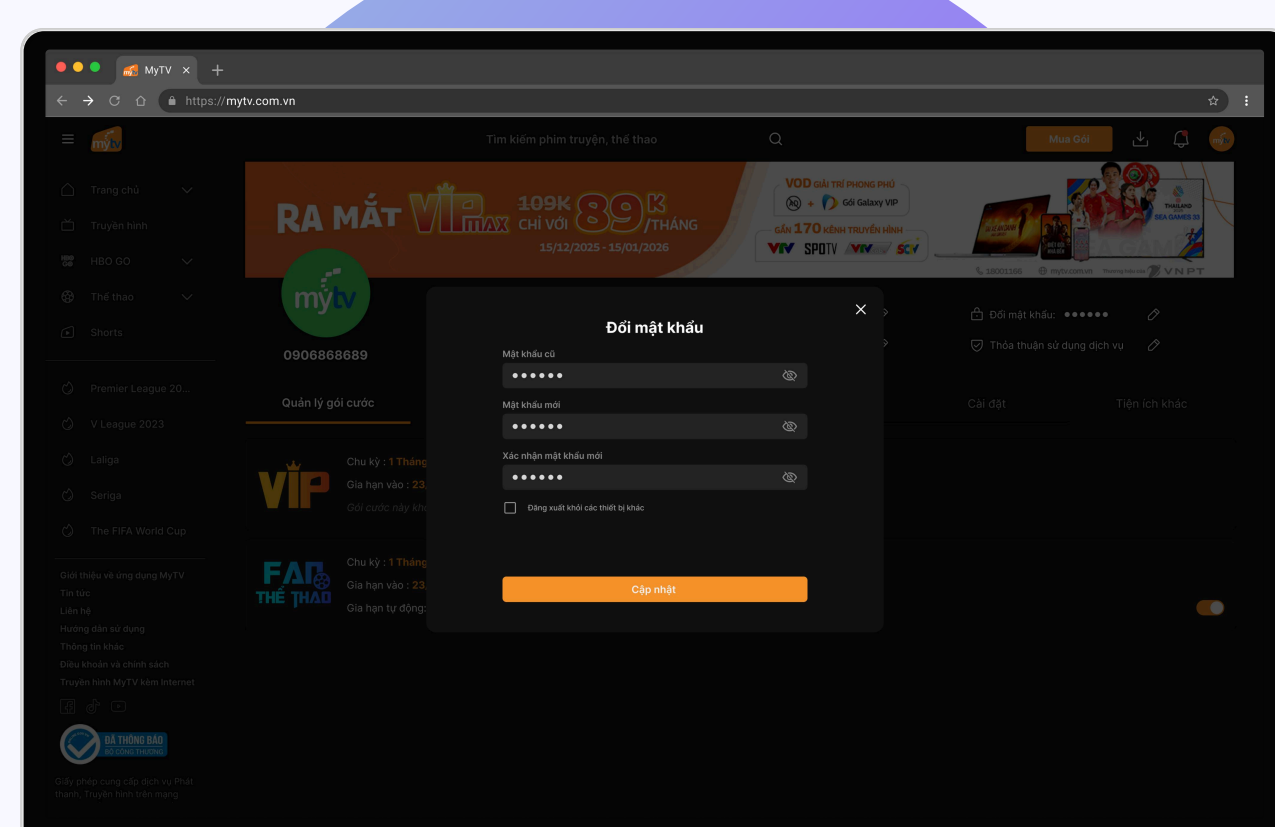 MyTV
https://mytv.com.vn
mytv
Tìm kiếm phim truyện, thể thao
Mua Gói
mytv
Trang chủ
Truyền hình
HBO GO
Thể thao
Shorts
Premier League 20...
V League 2023
Laliga
Seriga
The FIFA World Cup
Giới thiệu về ứng dụng MyTV
Tin tức
Liên hệ
Hướng dẫn sử dụng
Thông tin khác
Điều khoản và chính sách
Truyền hình MyTV kèm Internet
ĐÃ THÔNG BÁO
BỘ CÔNG THƯƠNG
Giấy phép cung cấp dịch vụ Phát
thanh, Truyền hình trên mạng
RA MẮT VIP MAX
109K
CHỈ VỚI 89K/THÁNG
15/12/2025 - 15/01/2026
VOD GIẢI TRÍ PHONG PHÚ
+ Gói Galaxy VIP
GẦN 170 KÊNH TRUYỀN HÌNH
VTV SPOTV VTVcab SCTV
THAILAND
SEA GAMES 33
SEA GAMES
18001166
mytv.com.vn
VNPT
mytv
0906868689
Đổi mật khẩu: ●●●●●●
Thỏa thuận sử dụng dịch vụ
Quản lý gói cước
Cài đặt
Tiện ích khác
VIP
Chu kỳ : 1 Tháng
Gia hạn vào : 23
Gói cước này
FAN
THỂ THAO
Chu kỳ : 1 Tháng
Gia hạn vào : 23
Gia hạn tự động:
Đổi mật khẩu
Mật khẩu cũ
●●●●●●
Mật khẩu mới
●●●●●●
Xác nhận mật khẩu mới
●●●●●●
Đăng xuất khỏi các thiết bị khác
Cập nhật